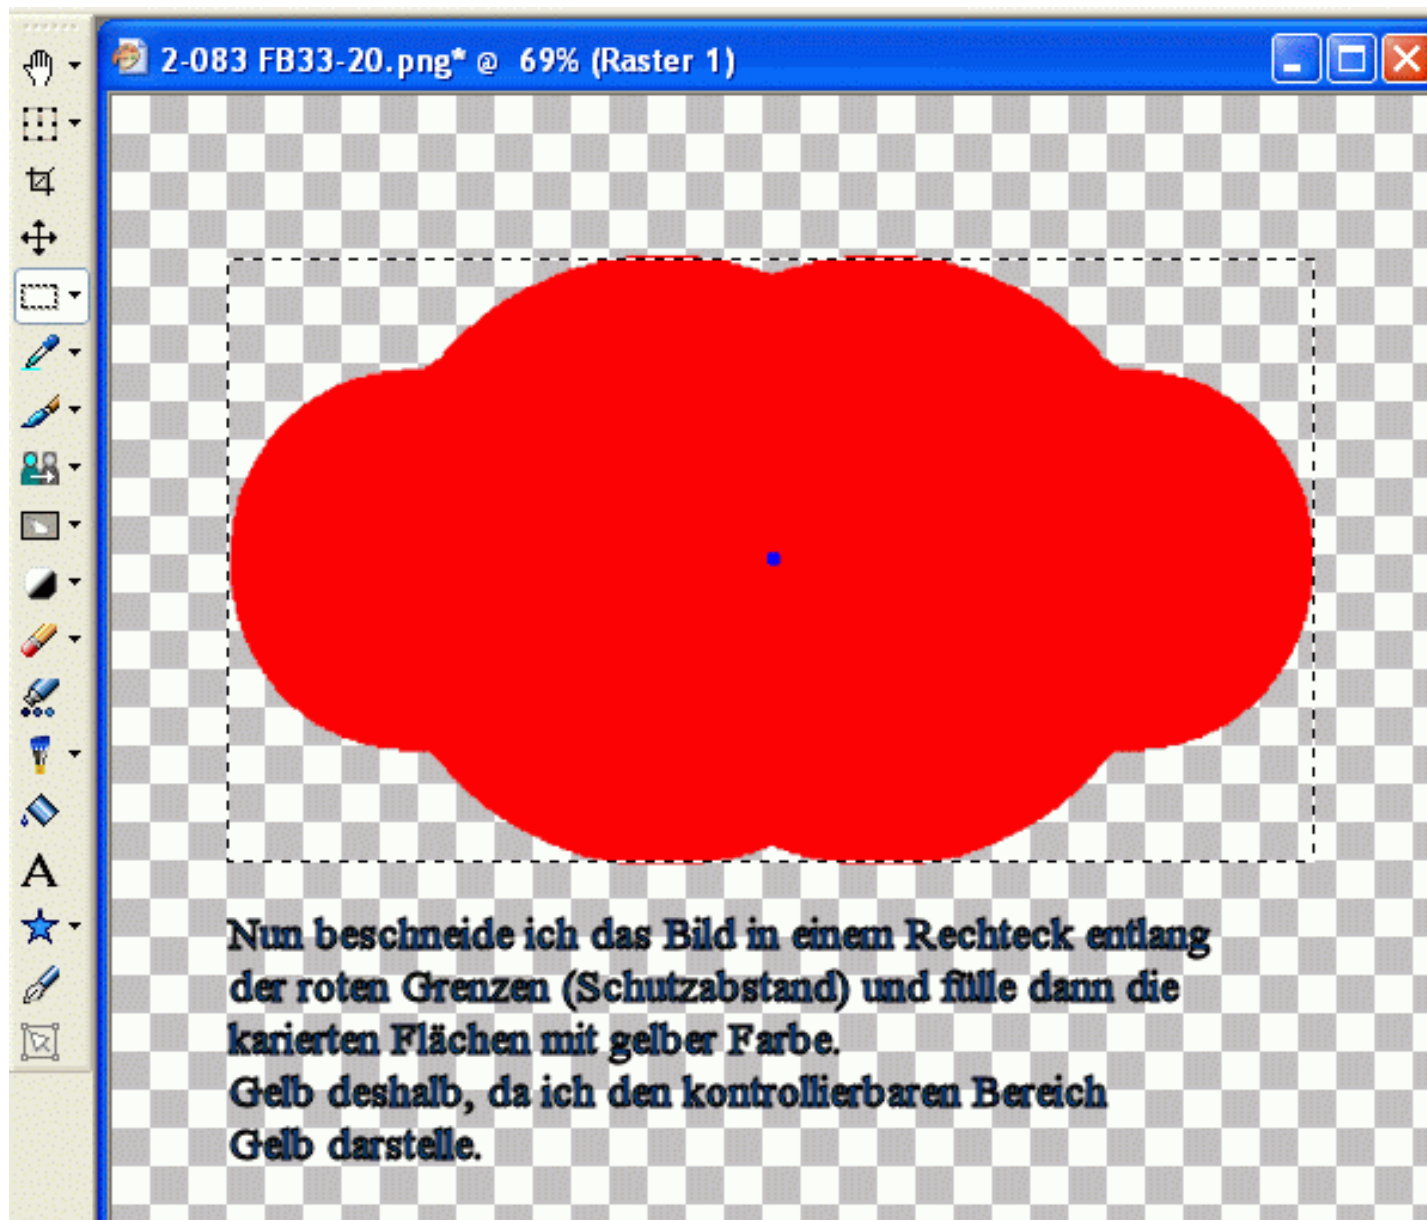 2-083 FB33-20.png* @ 69% (Raster 1)
Nun beschneide ich das Bild in einem Rechteck entlang
der roten Grenzen (Schutzabstand) und fülle dann die
karierten Flächen mit gelber Farbe.
Gelb deshalb, da ich den kontrollierbaren Bereich
Gelb darstelle.